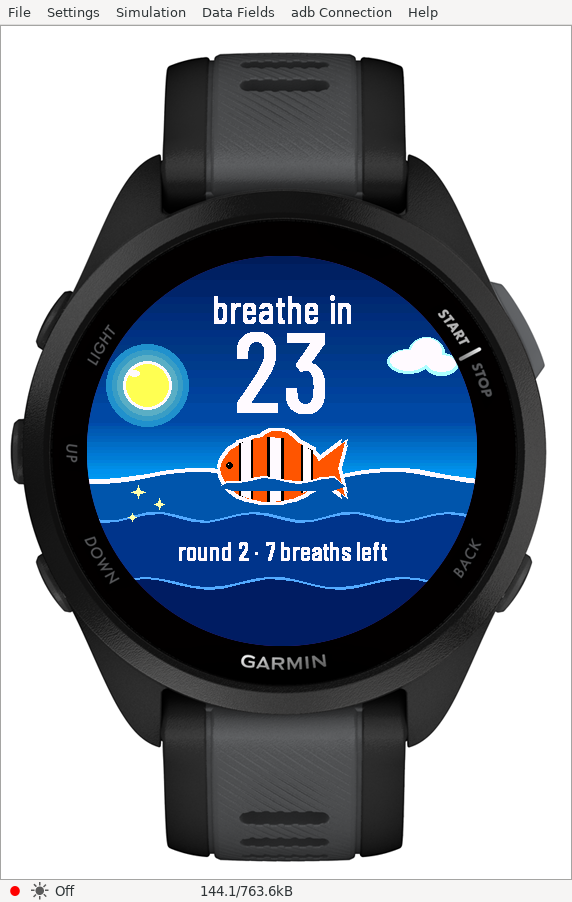 File Settings Simulation Data Fields adb Connection Help
breathe in
23
START
STOP
LIGHT
UP
DOWN
BACK
round 2 · 7 breaths left
GARMIN
Off 144.1/763.6kB